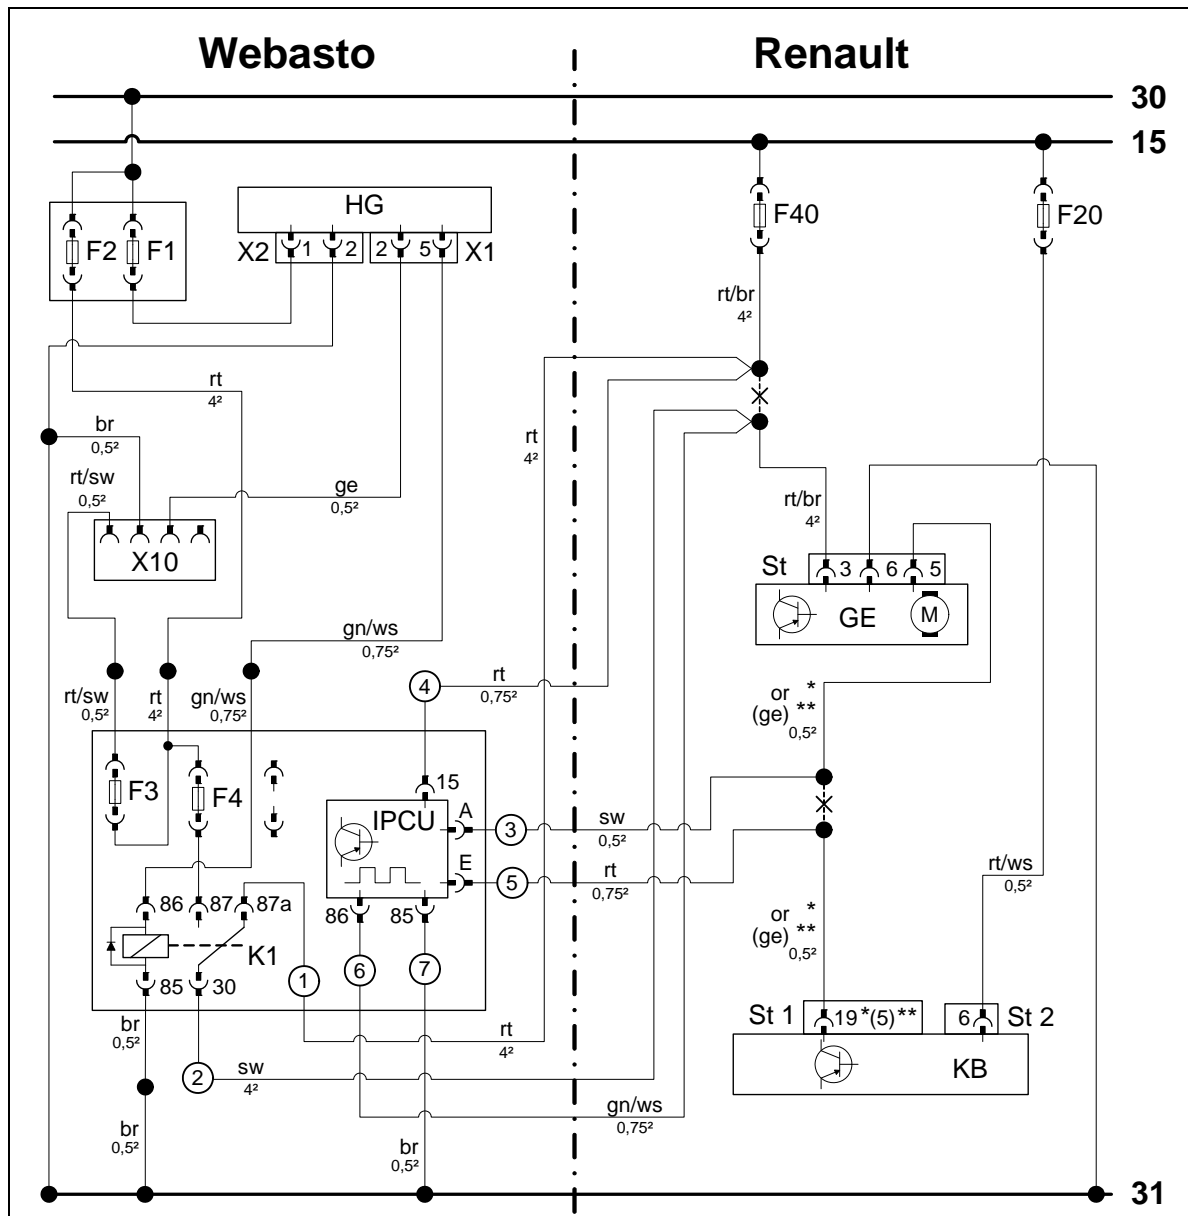 Webasto Renault
30
15
HG
F40 F20
F2 F1
X2 1 2 2 5 X1
rt/br
4²
rt
4²
br
0,5²
rt
4²
rt/sw
0,5²
ge
0,5²
rt/br
4²
X10
St 3 6 5
GE M
gn/ws
0,75²
rt/sw
0,5²
rt
4²
gn/ws
0,75²
4
rt
0,75²
or *
(ge) **
0,5²
F3 F4
15
IPCU A
3
sw
0,5²
E
5
rt
0,75²
rt/ws
0,5²
86 87 87a
86 85
or *
(ge) **
0,5²
K1
85 30
1 6 7
br
0,5²
rt
4²
St 1 19 *(5) ** 6 St 2
KB
2
sw
4²
gn/ws
0,75²
br
0,5²
br
0,5²
31